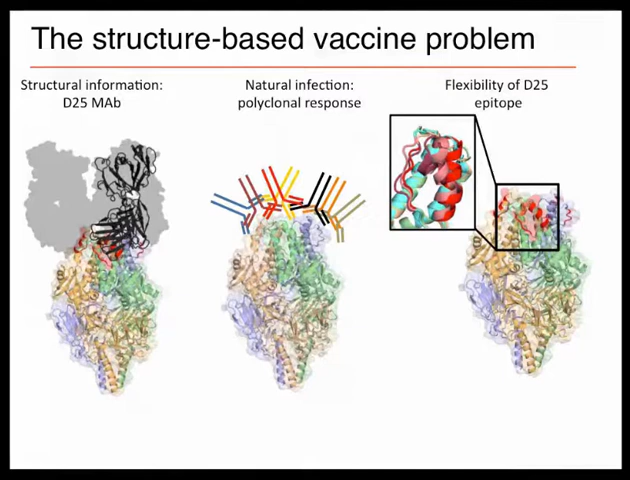 The structure-based vaccine problem
Structural information:
D25 MAb
Natural infection:
polyclonal response
Flexibility of D25
epitope